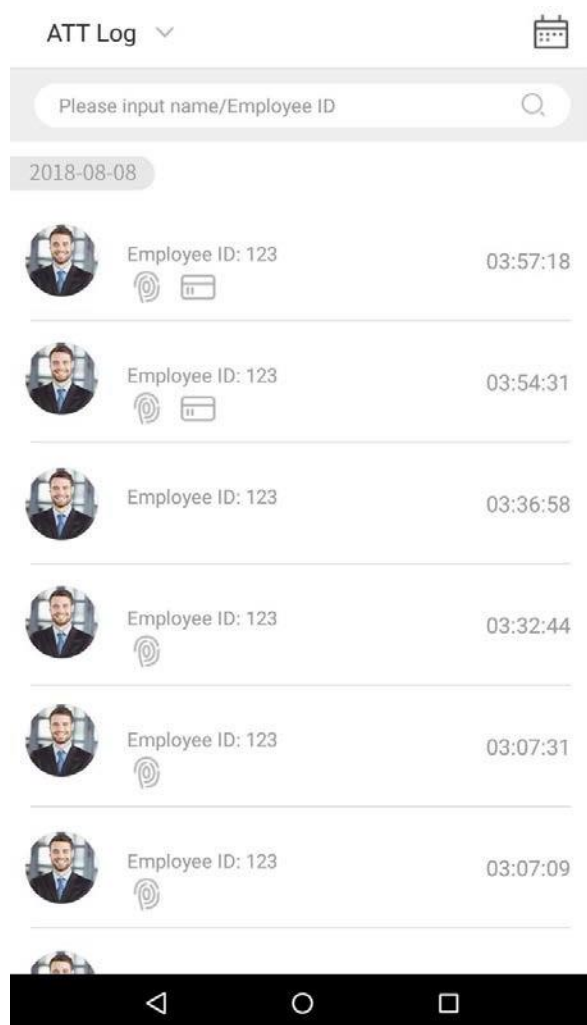 ATT Log
Please input name/Employee ID
2018-08-08
Employee ID: 123
03:57:18
Employee ID: 123
03:54:31
Employee ID: 123
03:36:58
Employee ID: 123
03:32:44
Employee ID: 123
03:07:31
Employee ID: 123
03:07:09